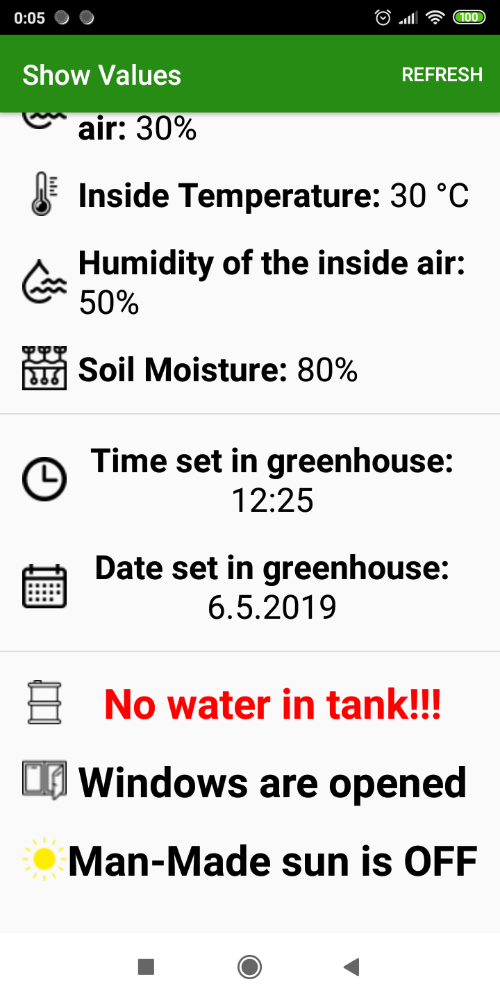 0:05 100
Show Values REFRESH
air: 30%
Inside Temperature: 30 °C
Humidity of the inside air:
50%
Soil Moisture: 80%
Time set in greenhouse:
12:25
Date set in greenhouse:
6.5.2019
No water in tank!!!
Windows are opened
Man-Made sun is OFF